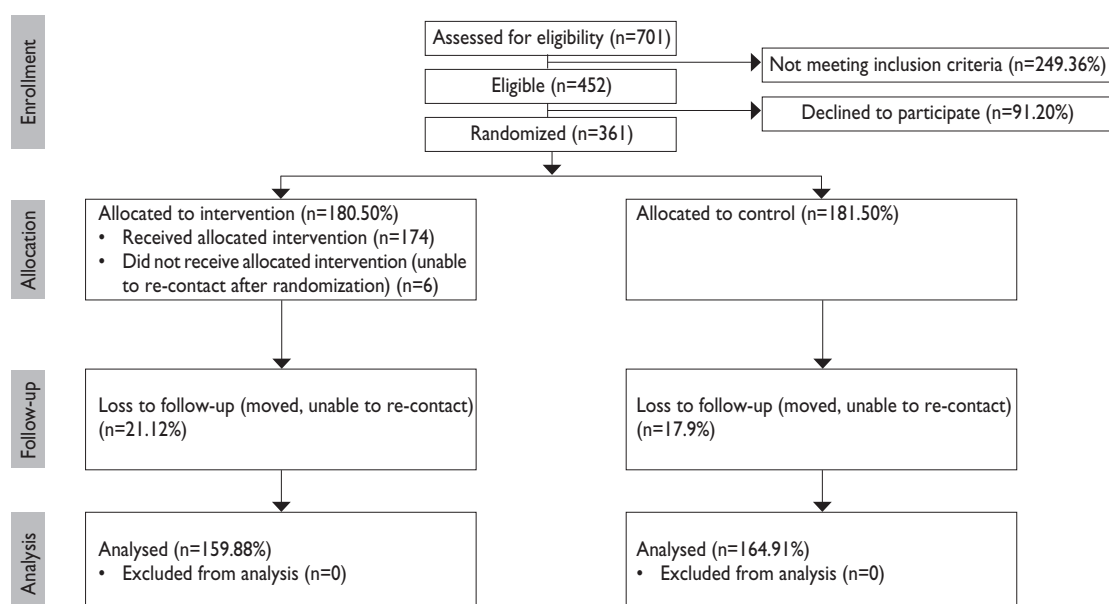 Enrollment
Assessed for eligibility (n=701)
Not meeting inclusion criteria (n=249.36%)
Eligible (n=452)
Declined to participate (n=91.20%)
Randomized (n=361)
Allocation
Allocated to intervention (n=180.50%)
• Received allocated intervention (n=174)
• Did not receive allocated intervention (unable
to re-contact after randomization) (n=6)
Allocated to control (n=181.50%)
Follow-up
Loss to follow-up (moved, unable to re-contact)
(n=21.12%)
Loss to follow-up (moved, unable to re-contact)
(n=17.9%)
Analysis
Analysed (n=159.88%)
• Excluded from analysis (n=0)
Analysed (n=164.91%)
• Excluded from analysis (n=0)